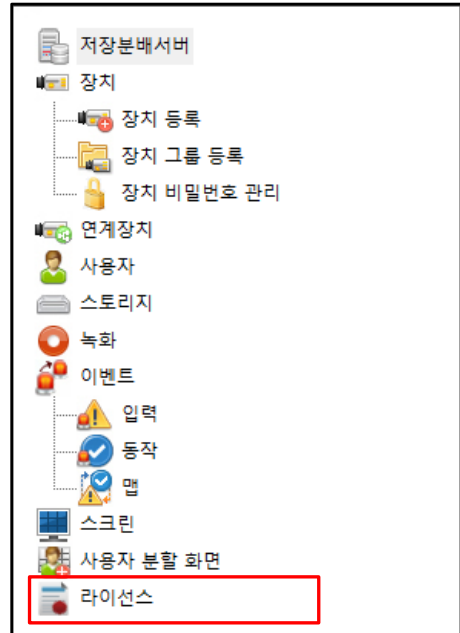 저장분배서버
장치
장치 등록
장치 그룹 등록
장치 비밀번호 관리
연계장치
사용자
스토리지
녹화
이벤트
입력
동작
맵
스크린
사용자 분할 화면
라이선스